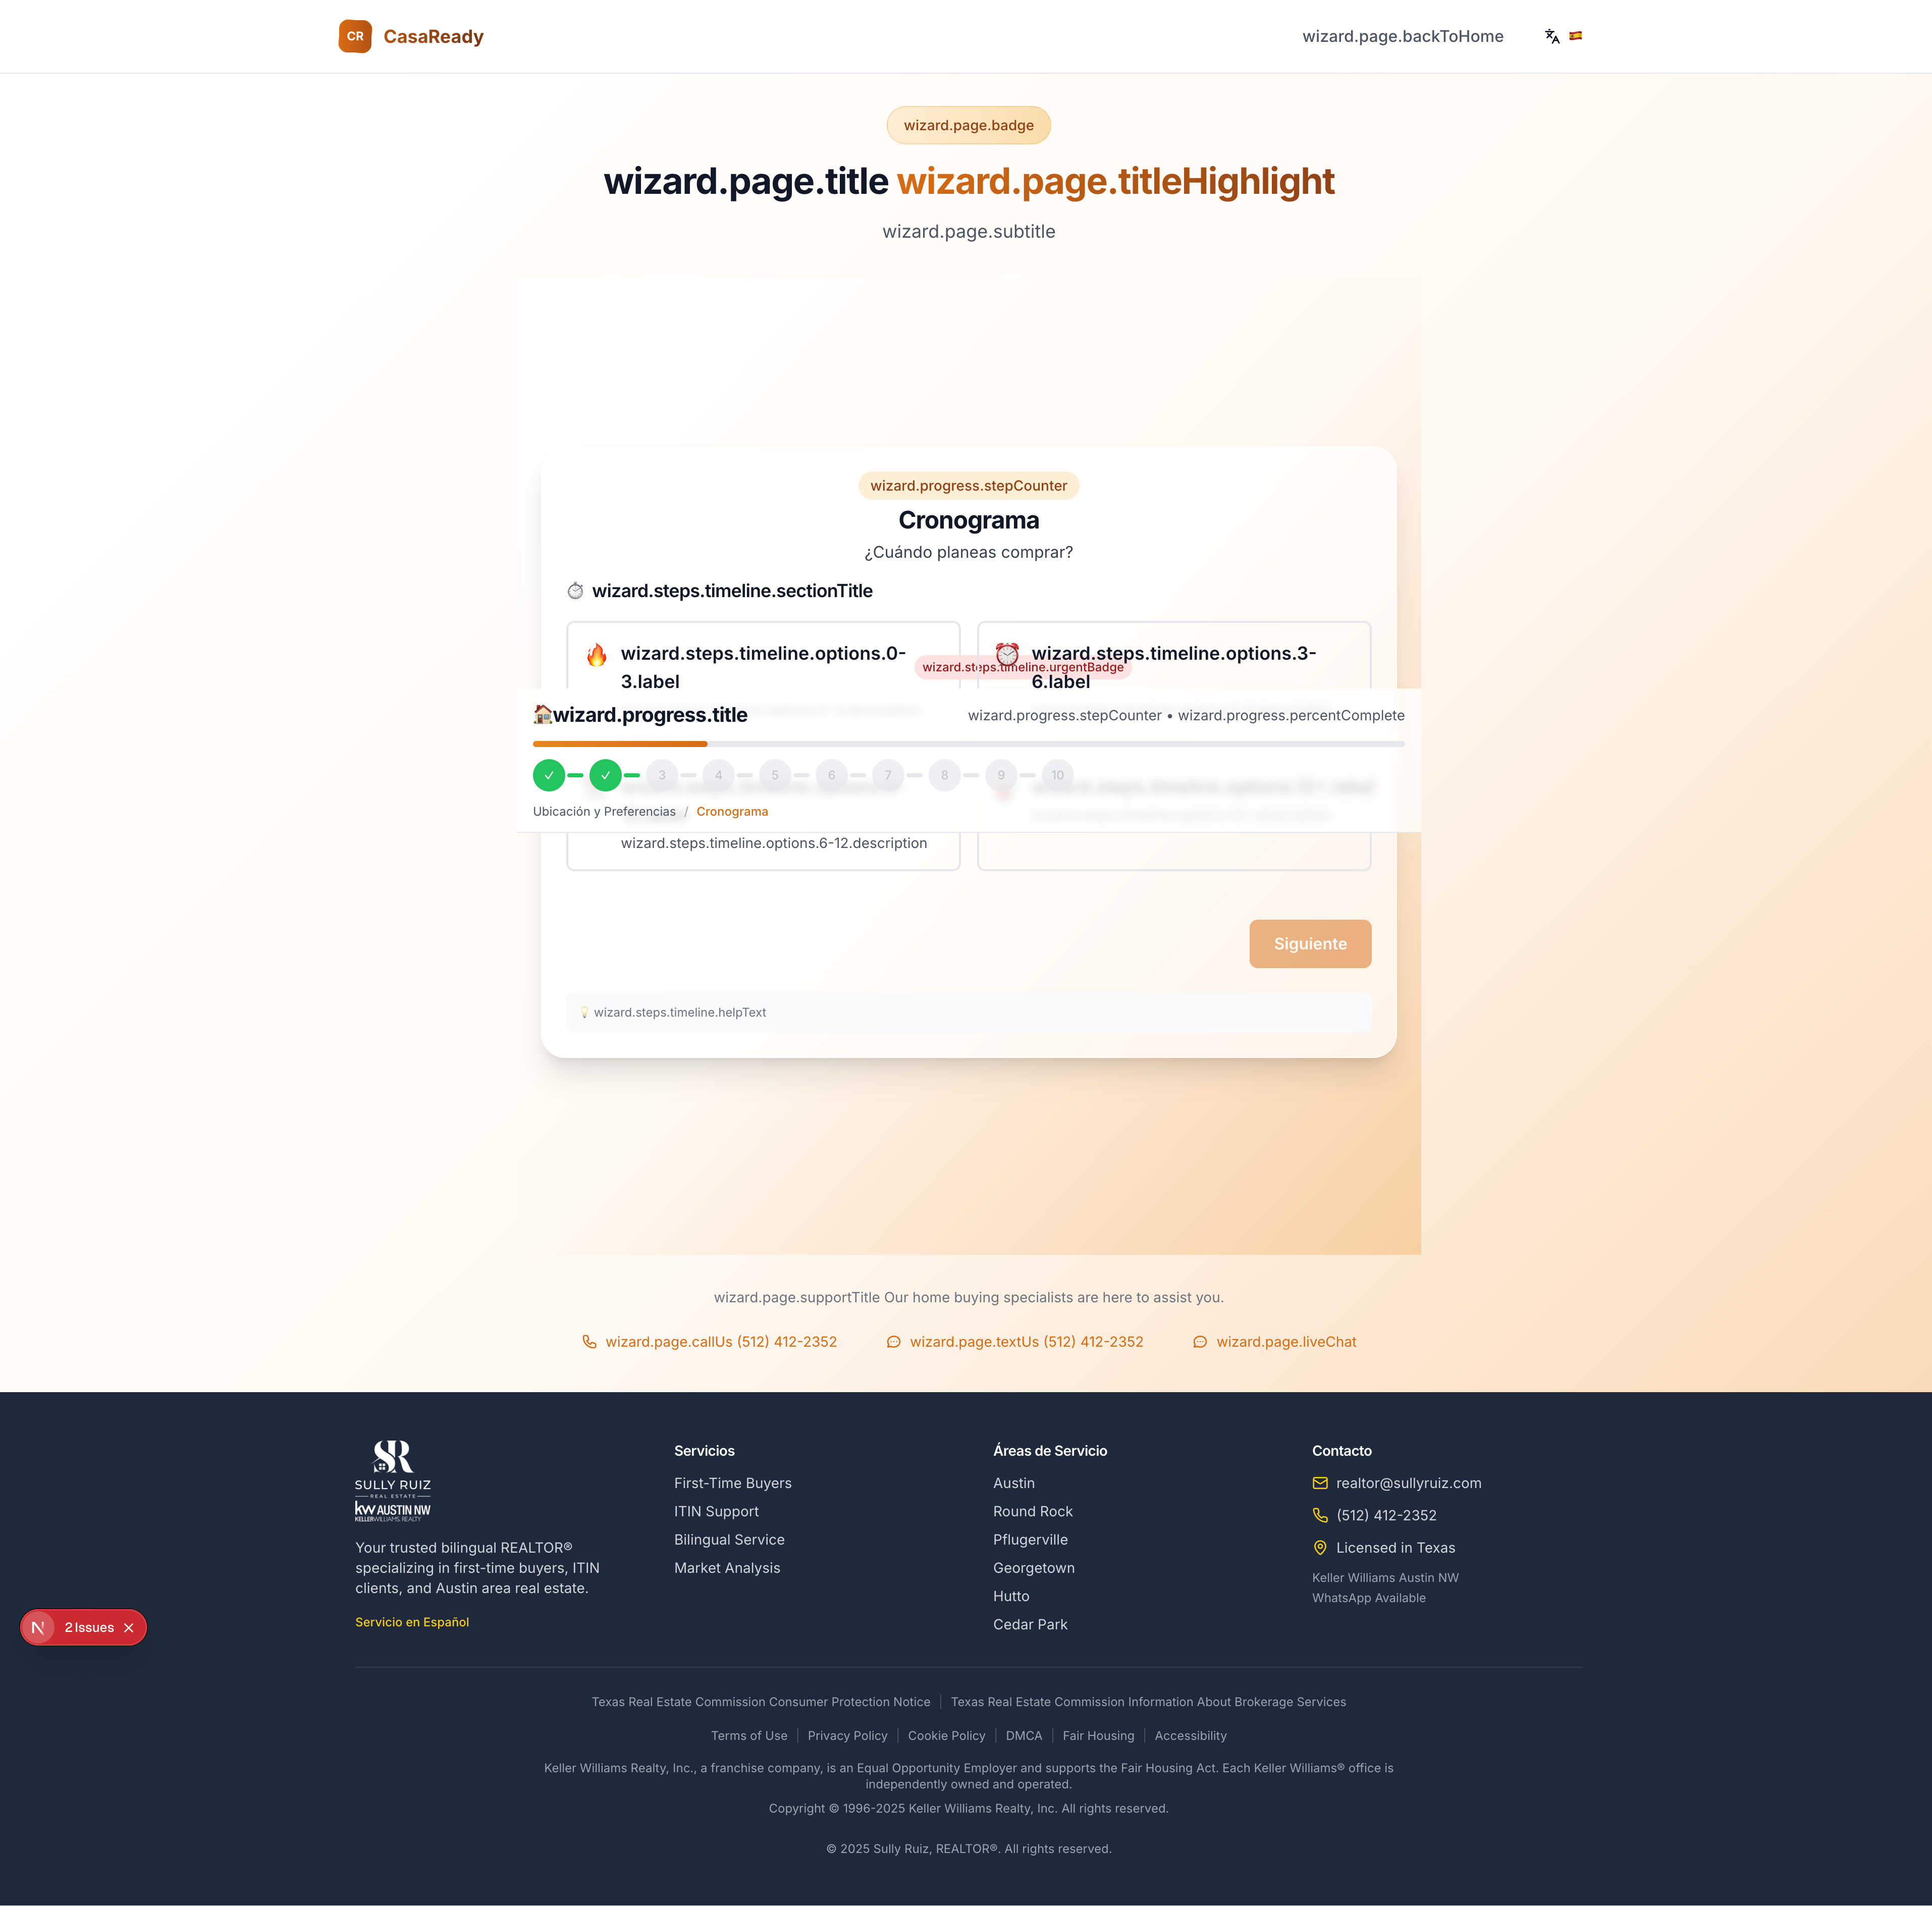 CR CasaReady
wizard.page.backToHome
wizard.page.badge
wizard.page.title wizard.page.titleHighlight
wizard.page.subtitle
wizard.progress.stepCounter
Cronograma
¿Cuándo planeas comprar?
wizard.steps.timeline.sectionTitle
wizard.steps.timeline.options.0-
3.label
wizard.steps.timeline.urgentBadge
wizard.steps.timeline.options.3-
6.label
wizard.progress.title
wizard.progress.stepCounter • wizard.progress.percentComplete
3 4 5 6 7 8 9 10
Ubicación y Preferencias / Cronograma
wizard.steps.timeline.options.6-12.description
Siguiente
wizard.steps.timeline.helpText
wizard.page.supportTitle Our home buying specialists are here to assist you.
wizard.page.callUs (512) 412-2352
wizard.page.textUs (512) 412-2352
wizard.page.liveChat
SULLY RUIZ
REAL ESTATE
kw AUSTIN NW
KELLERWILLIAMS. REALTY
Your trusted bilingual REALTOR®
specializing in first-time buyers, ITIN
clients, and Austin area real estate.
Servicio en Español
Servicios
First-Time Buyers
ITIN Support
Bilingual Service
Market Analysis
Áreas de Servicio
Austin
Round Rock
Pflugerville
Georgetown
Hutto
Cedar Park
Contacto
realtor@sullyruiz.com
(512) 412-2352
Licensed in Texas
Keller Williams Austin NW
WhatsApp Available
N 2 Issues
Texas Real Estate Commission Consumer Protection Notice | Texas Real Estate Commission Information About Brokerage Services
Terms of Use | Privacy Policy | Cookie Policy | DMCA | Fair Housing | Accessibility
Keller Williams Realty, Inc., a franchise company, is an Equal Opportunity Employer and supports the Fair Housing Act. Each Keller Williams® office is
independently owned and operated.
Copyright © 1996-2025 Keller Williams Realty, Inc. All rights reserved.
© 2025 Sully Ruiz, REALTOR®. All rights reserved.